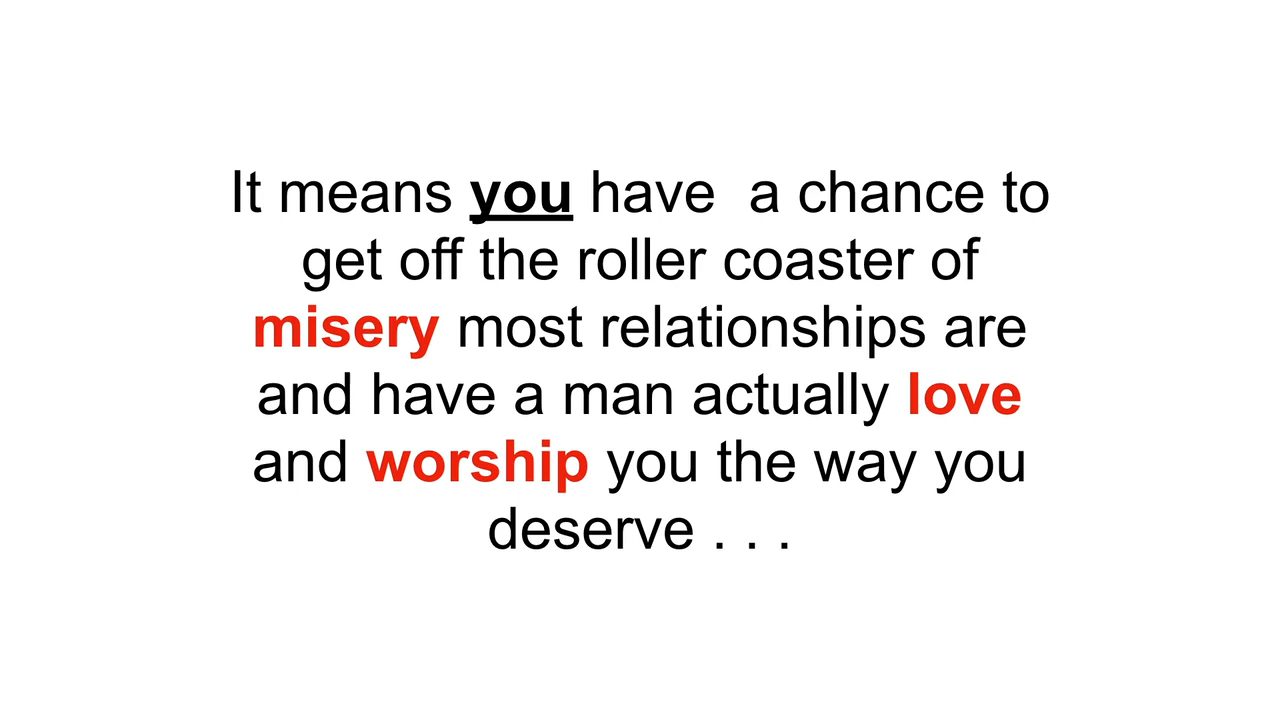 It means you have  a chance to
get off the roller coaster of
misery most relationships are
and have a man actually love
and worship you the way you
deserve . . .